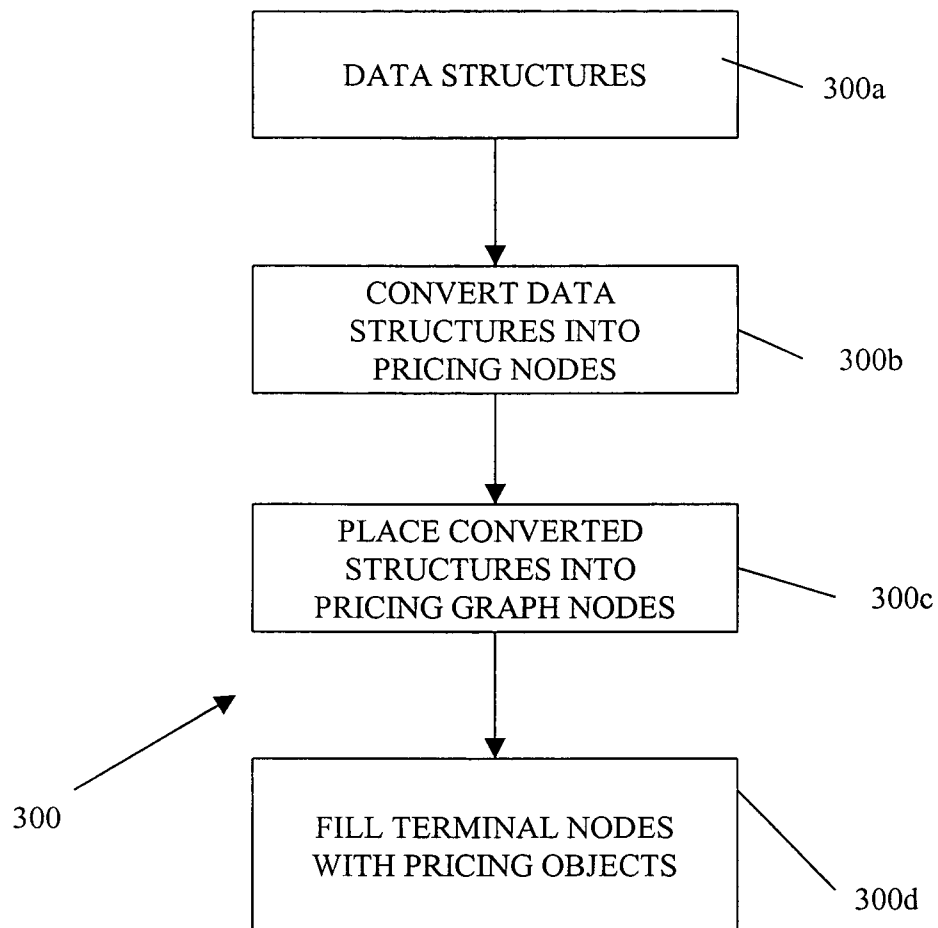 DATA STRUCTURES
300a
CONVERT DATA
STRUCTURES INTO
PRICING NODES
300b
PLACE CONVERTED
STRUCTURES INTO
PRICING GRAPH NODES
300c
300
FILL TERMINAL NODES
WITH PRICING OBJECTS
300d